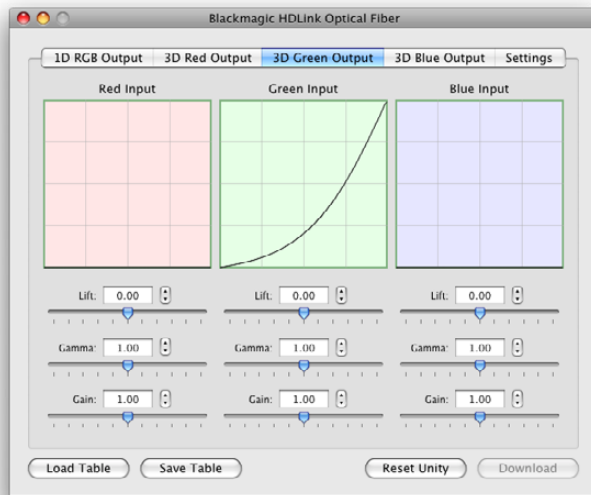 Blackmagic HDLink Optical Fiber
1D RGB Output 3D Red Output 3D Green Output 3D Blue Output Settings
Red Input Green Input Blue Input
Lift: 0.00 Lift: 0.00 Lift: 0.00
Gamma: 1.00 Gamma: 1.00 Gamma: 1.00
Gain: 1.00 Gain: 1.00 Gain: 1.00
Load Table Save Table Reset Unity Download